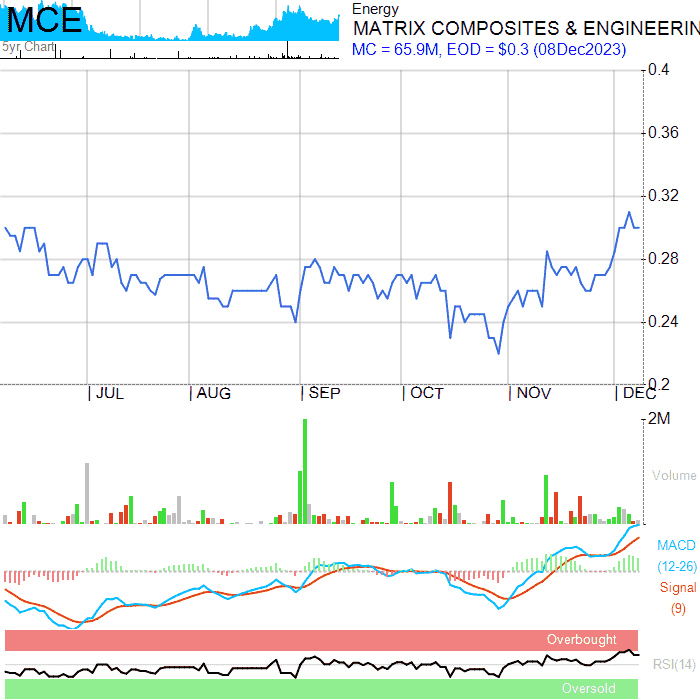 MCE
5yr. Chart
Energy
MATRIX COMPOSITES & ENGINEERIN
MC = 65.9M, EOD = $0.3 (08Dec2023)
0.4
0.36
0.32
0.28
0.24
0.2
JUL
AUG
SEP
OCT
NOV
DEC
2M
Volume
MACD
(12-26)
Signal
(9)
Overbought
RSI(14)
Oversold